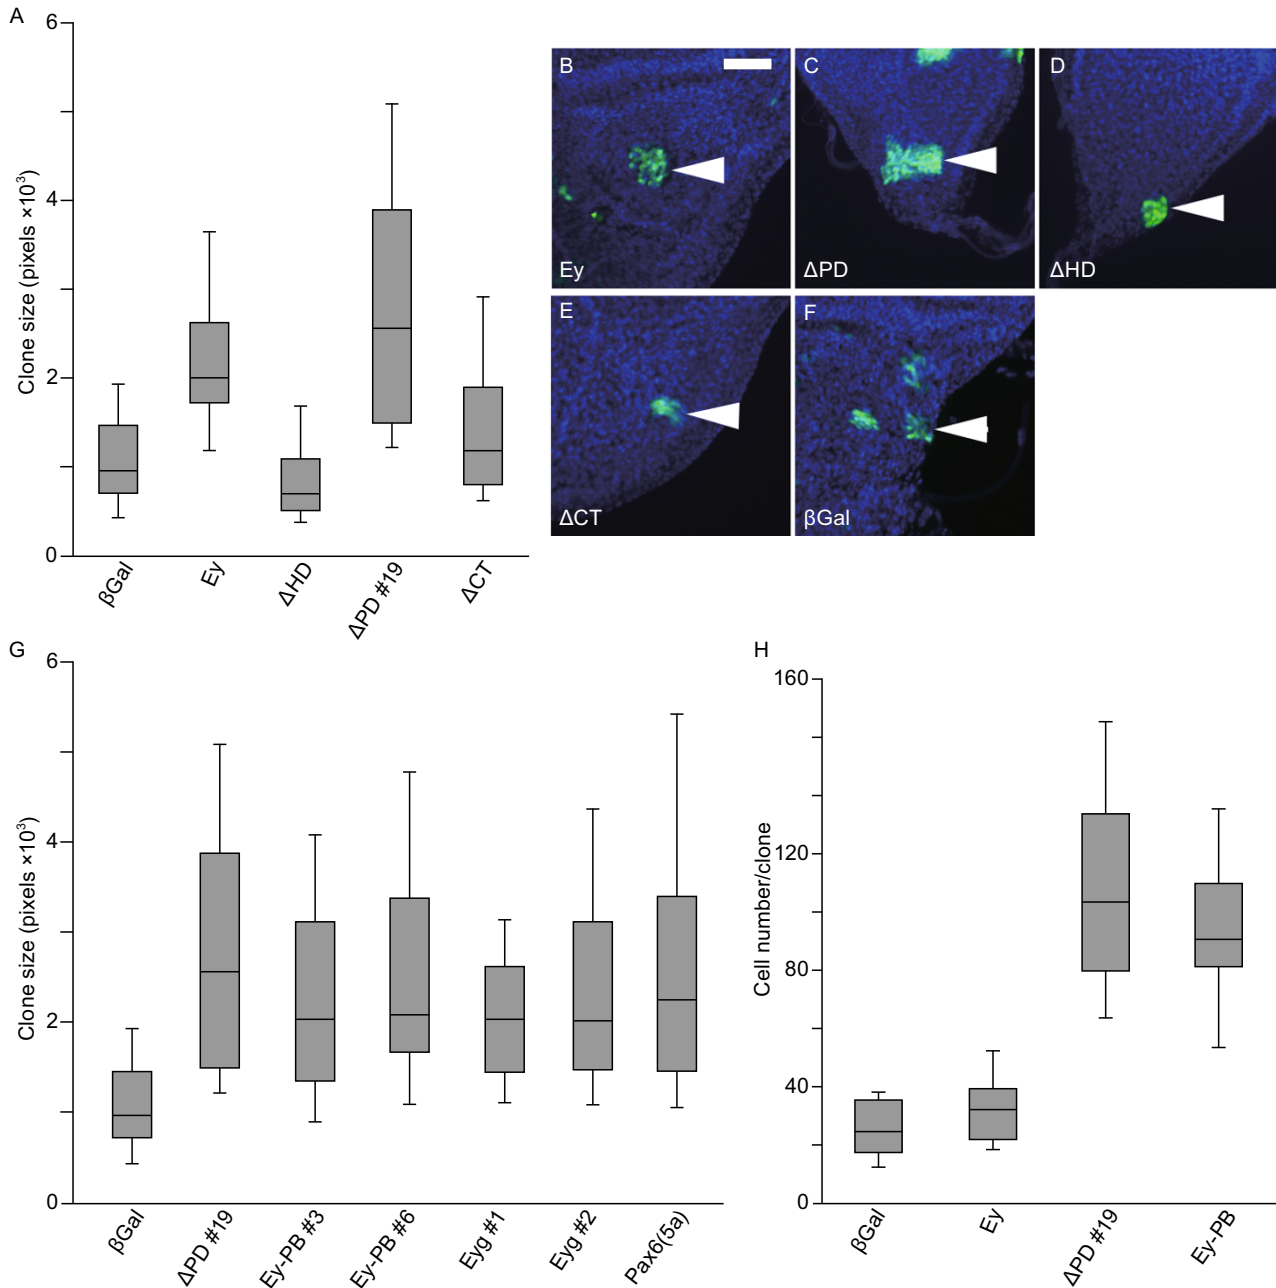 A
6
4
2
0
Clone size (pixels ×10³)
βGal
Ey
ΔHD
ΔPD #19
ΔCT
B
Ey
C
ΔPD
D
ΔHD
E
ΔCT
F
βGal
G
6
4
2
0
Clone size (pixels ×10³)
βGal
ΔPD #19
Ey-PB #3
Ey-PB #6
Eyg #1
Eyg #2
Pax6(5a)
H
160
120
80
40
0
Cell number/clone
βGal
Ey
ΔPD #19
Ey-PB